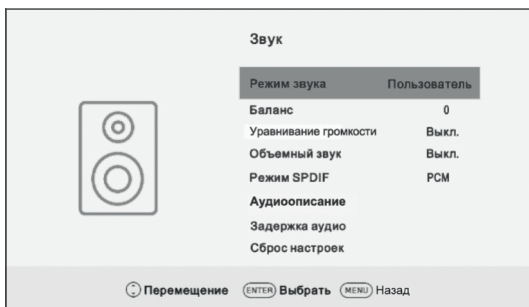 Звук
Режим звука Пользователь
Баланс 0
Уравнивание громкости Выкл.
Объемный звук Выкл.
Режим SPDIF PCM
Аудиоописание
Задержка аудио
Сброс настроек
Перемещение ENTER Выбрать MENU Назад